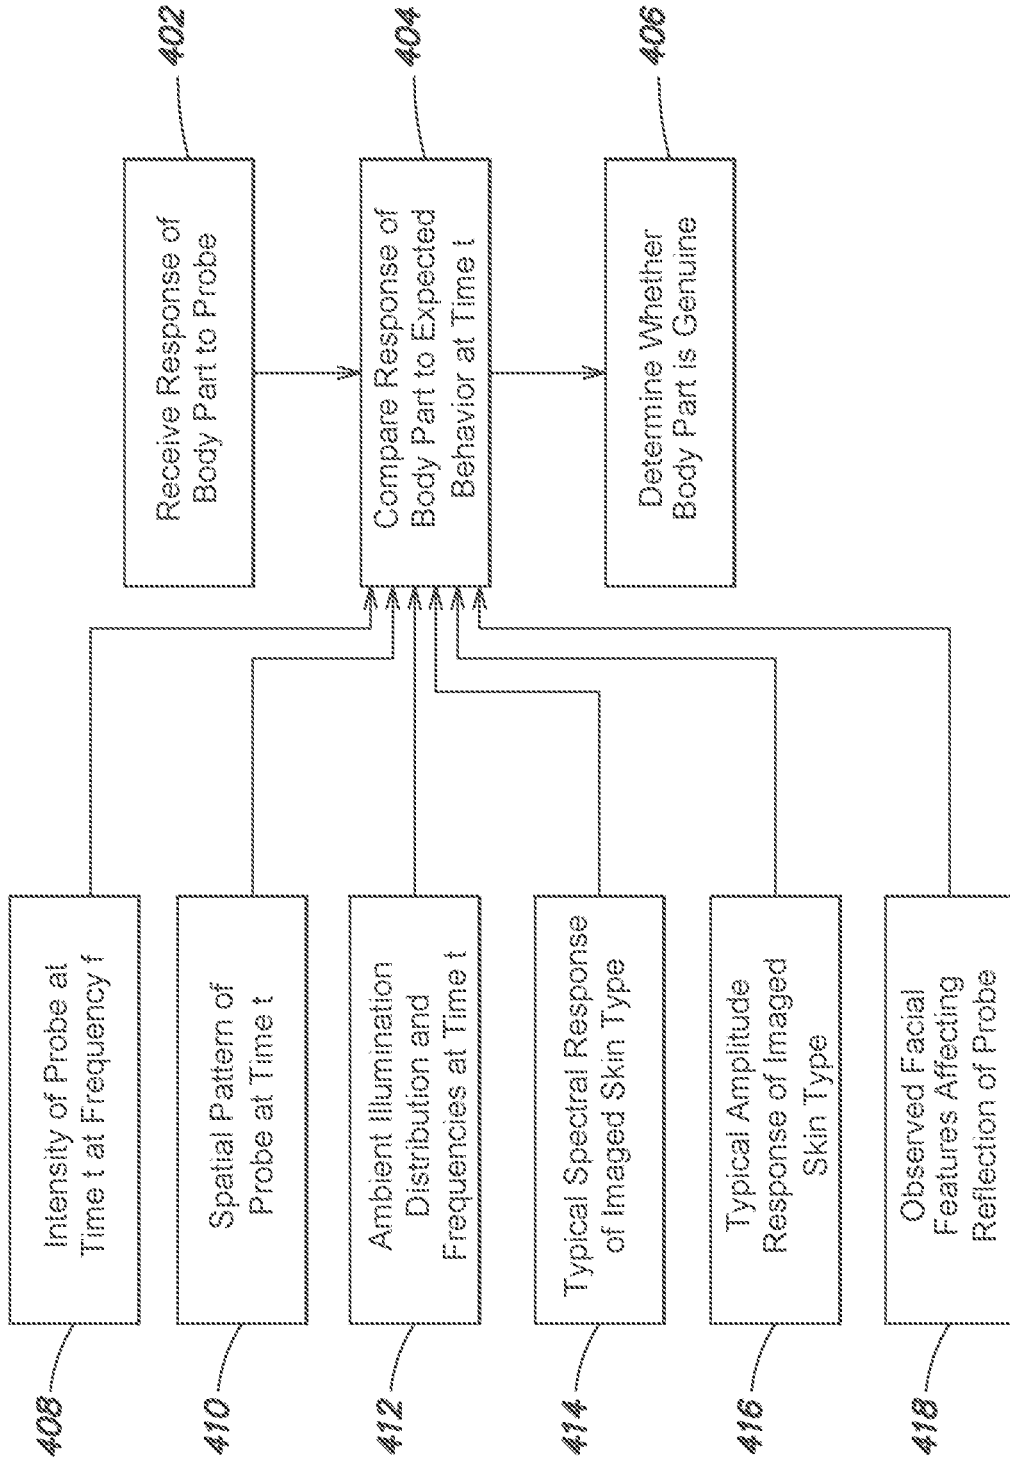 402
Receive Response of
Body Part to Probe
404
Compare Response of
Body Part to Expected
Behavior at Time t
406
Determine Whether
Body Part is Genuine
408
Intensity of Probe at
Time t at Frequency f
410
Spatial Pattern of
Probe at Time t
412
Ambient Illumination
Distribution and
Frequencies at Time t
414
Typical Spectral Response
of Imaged Skin Type
416
Typical Amplitude
Response of Imaged
Skin Type
418
Observed Facial
Features Affecting
Reflection of Probe